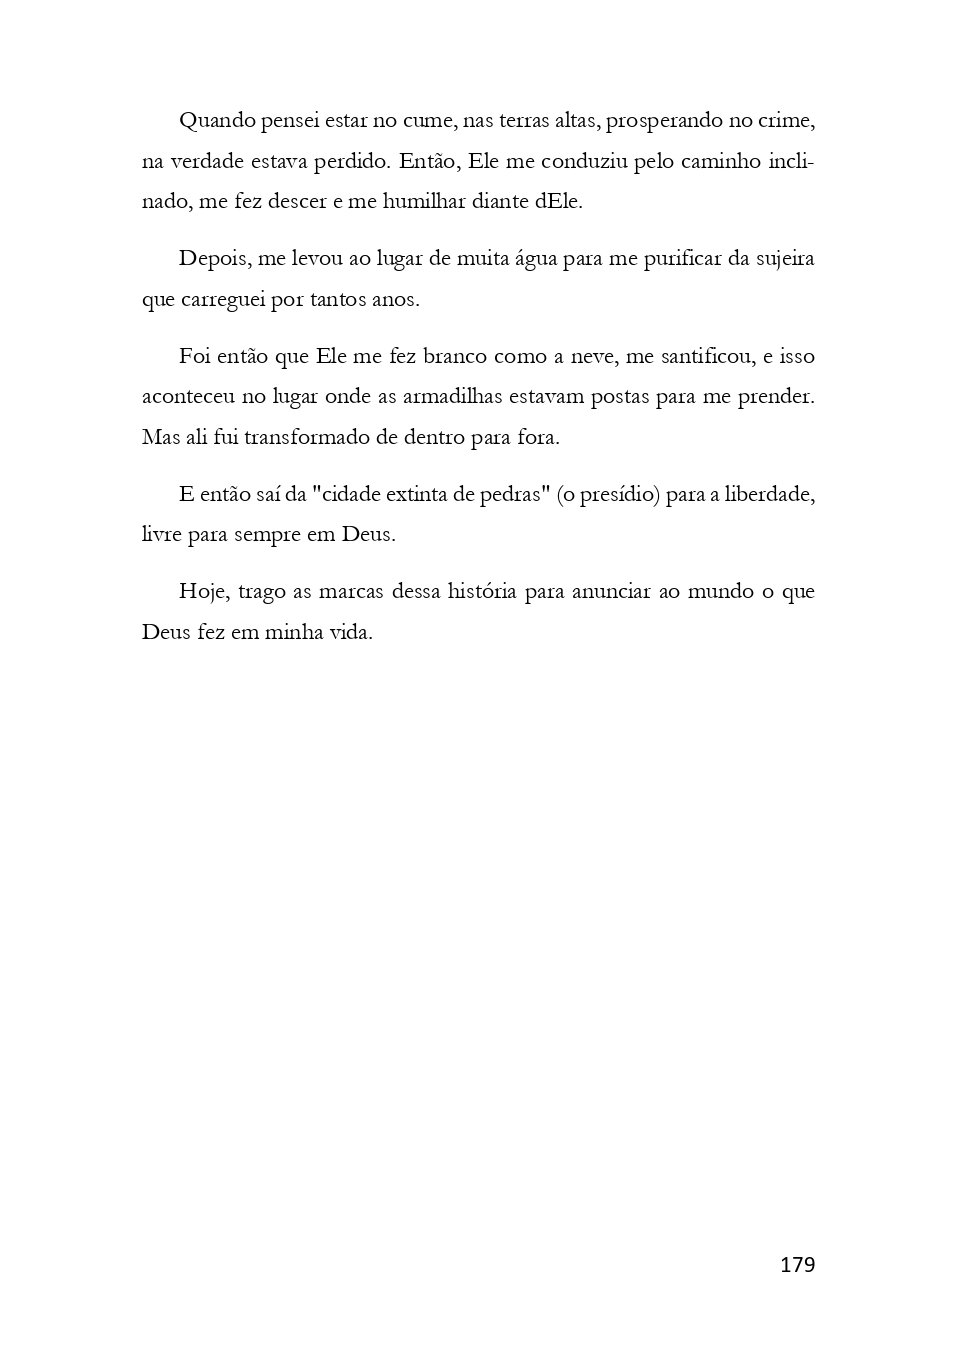 Quando pensei estar no cume, nas terras altas, prosperando no crime,
na verdade estava perdido. Então, Ele me conduziu pelo caminho incli-
nado, me fez descer e me humilhar diante dEle.
Depois, me levou ao lugar de muita água para me purificar da sujeira
que carreguei por tantos anos.
Foi então que Ele me fez branco como a neve, me santificou, e isso
aconteceu no lugar onde as armadilhas estavam postas para me prender.
Mas ali fui transformado de dentro para fora.
E então saí da "cidade extinta de pedras" (o presídio) para a liberdade,
livre para sempre em Deus.
Hoje, trago as marcas dessa história para anunciar ao mundo o que
Deus fez em minha vida.
179